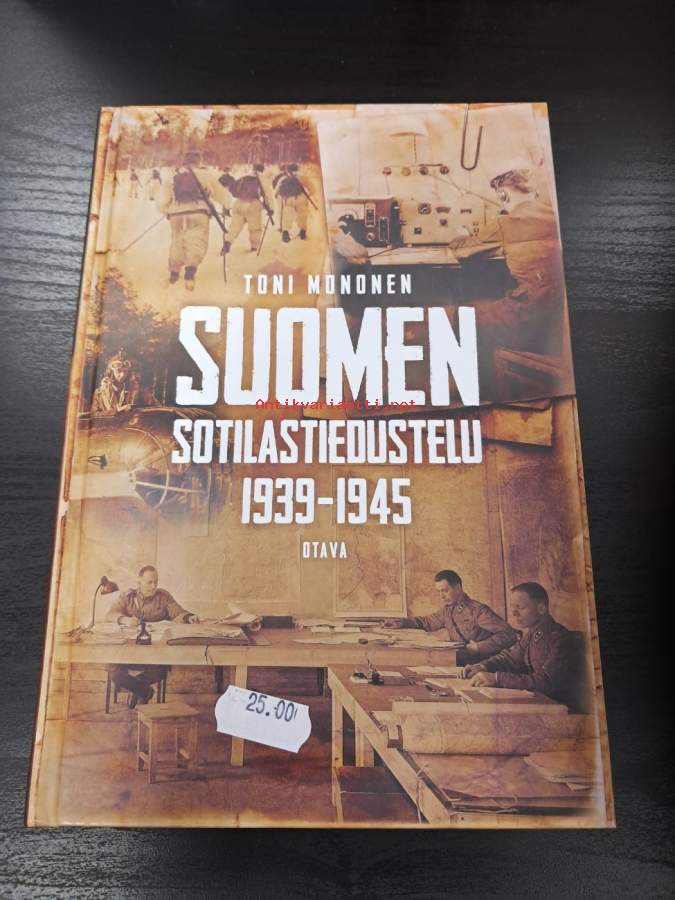 TONI MONONEN
SUOMEN
Antikvariaatti.net
SOTILASTIEDUSTELU
1939-1945
OTAVA
25.00